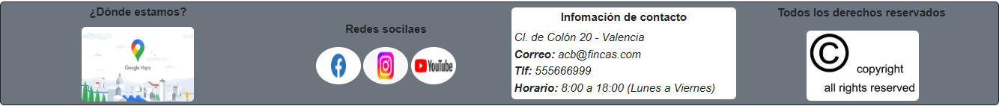 ¿Dónde estamos?
Google Maps
Redes socilaes
YouTube
Infomación de contacto
Cl. de Colón 20 - Valencia
Correo: acb@fincas.com
Tlf: 555666999
Horario: 8:00 a 18:00 (Lunes a Viernes)
Todos los derechos reservados
©
copyright
all rights reserved